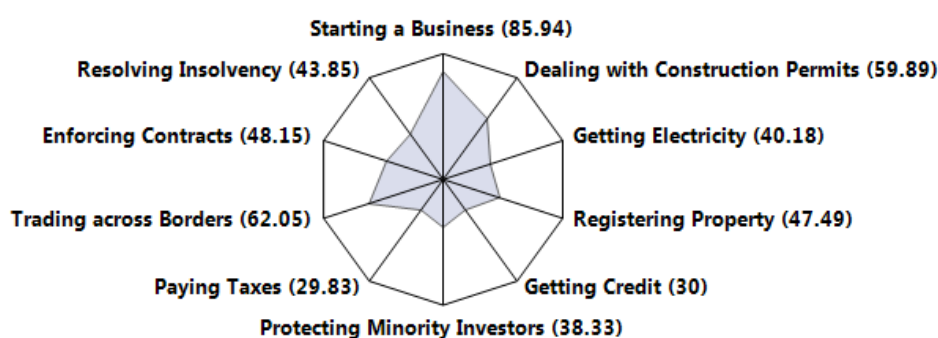 Starting a Business (85.94)
Resolving Insolvency (43.85)
Dealing with Construction Permits (59.89)
Enforcing Contracts (48.15)
Getting Electricity (40.18)
Trading across Borders (62.05)
Registering Property (47.49)
Paying Taxes (29.83)
Getting Credit (30)
Protecting Minority Investors (38.33)